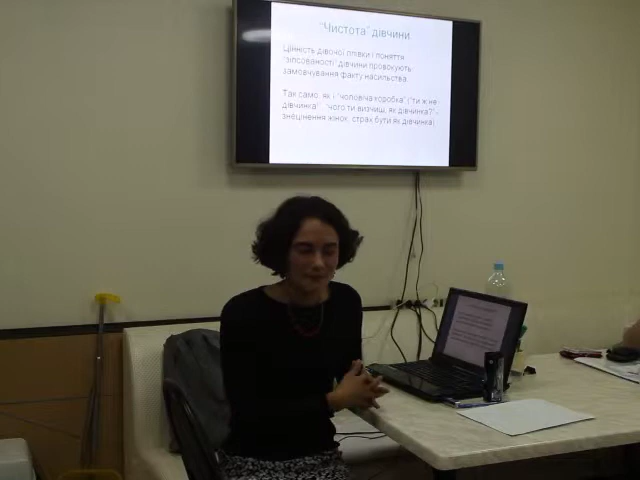 "Чистота" дівчини
Цінність дівочої плівки і поняття
"зіпсованості" дівчини провокують
замовчування факту насильства.
Так само, як і "чоловіча коробка" ("ти ж не
дівчинка", "чого ти визчиш, як дівчинка?" -
знецінення жінок, страх бути як дівчинка)